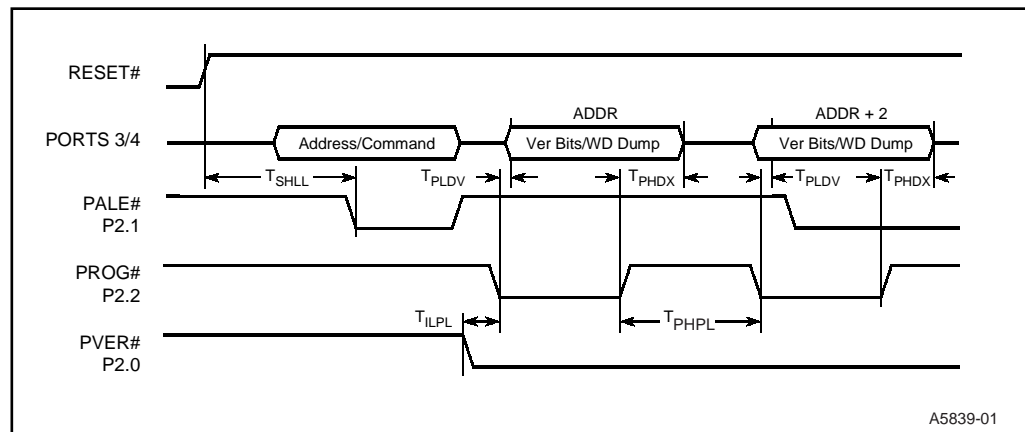 RESET#
ADDR
ADDR + 2
PORTS 3/4
Address/Command
Ver Bits/WD Dump
Ver Bits/WD Dump
TSHLL
TPLDV
TPHDX
TPLDV
TPHDX
PALE#
P2.1
PROG#
P2.2
TILPL
TPHPL
PVER#
P2.0
A5839-01